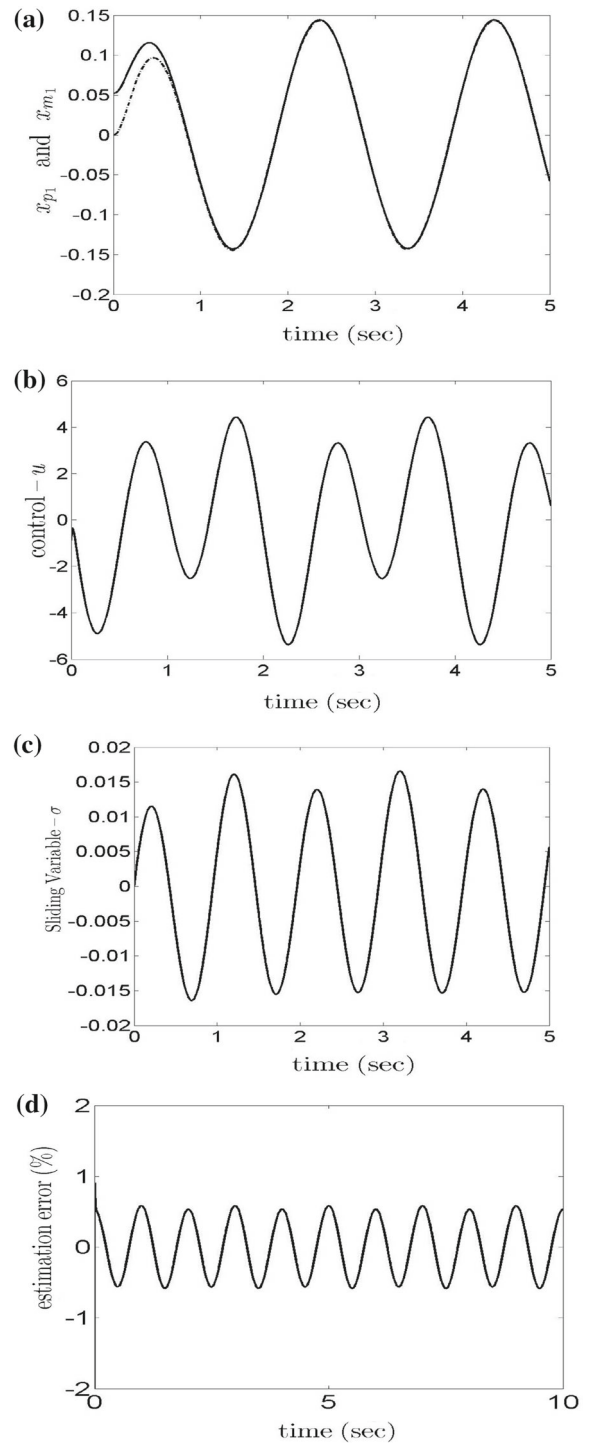 (a)
0.15
0.1
0.05
0
-0.05
-0.1
-0.15
-0.2
x_{p_1} and x_{m_1}
0 1 2 3 4 5
time (sec)
(b)
6
4
2
0
-2
-4
-6
control – u
0 1 2 3 4 5
time (sec)
(c)
0.02
0.015
0.01
0.005
0
-0.005
-0.01
-0.015
-0.02
Sliding Variable – σ
0 1 2 3 4 5
time (sec)
(d)
2
1
0
-1
-2
estimation error (%)
0 5 10
time (sec)